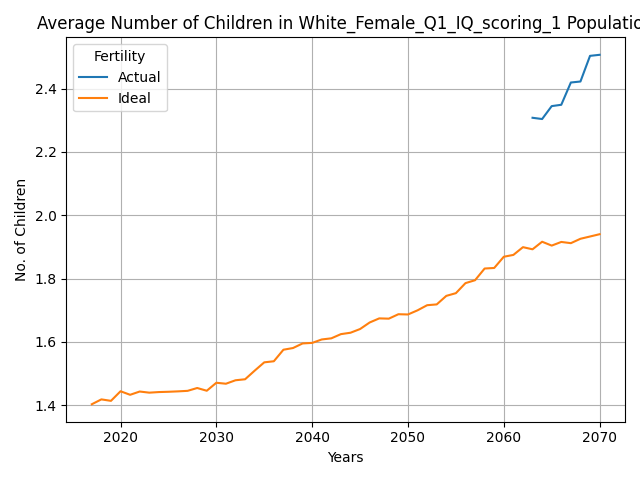 Average Number of Children in White_Female_Q1_IQ_scoring_1 Populatio
Fertility
Actual
Ideal
2.4
2.2
2.0
1.8
1.6
1.4
No. of Children
2020 2030 2040 2050 2060 2070
Years